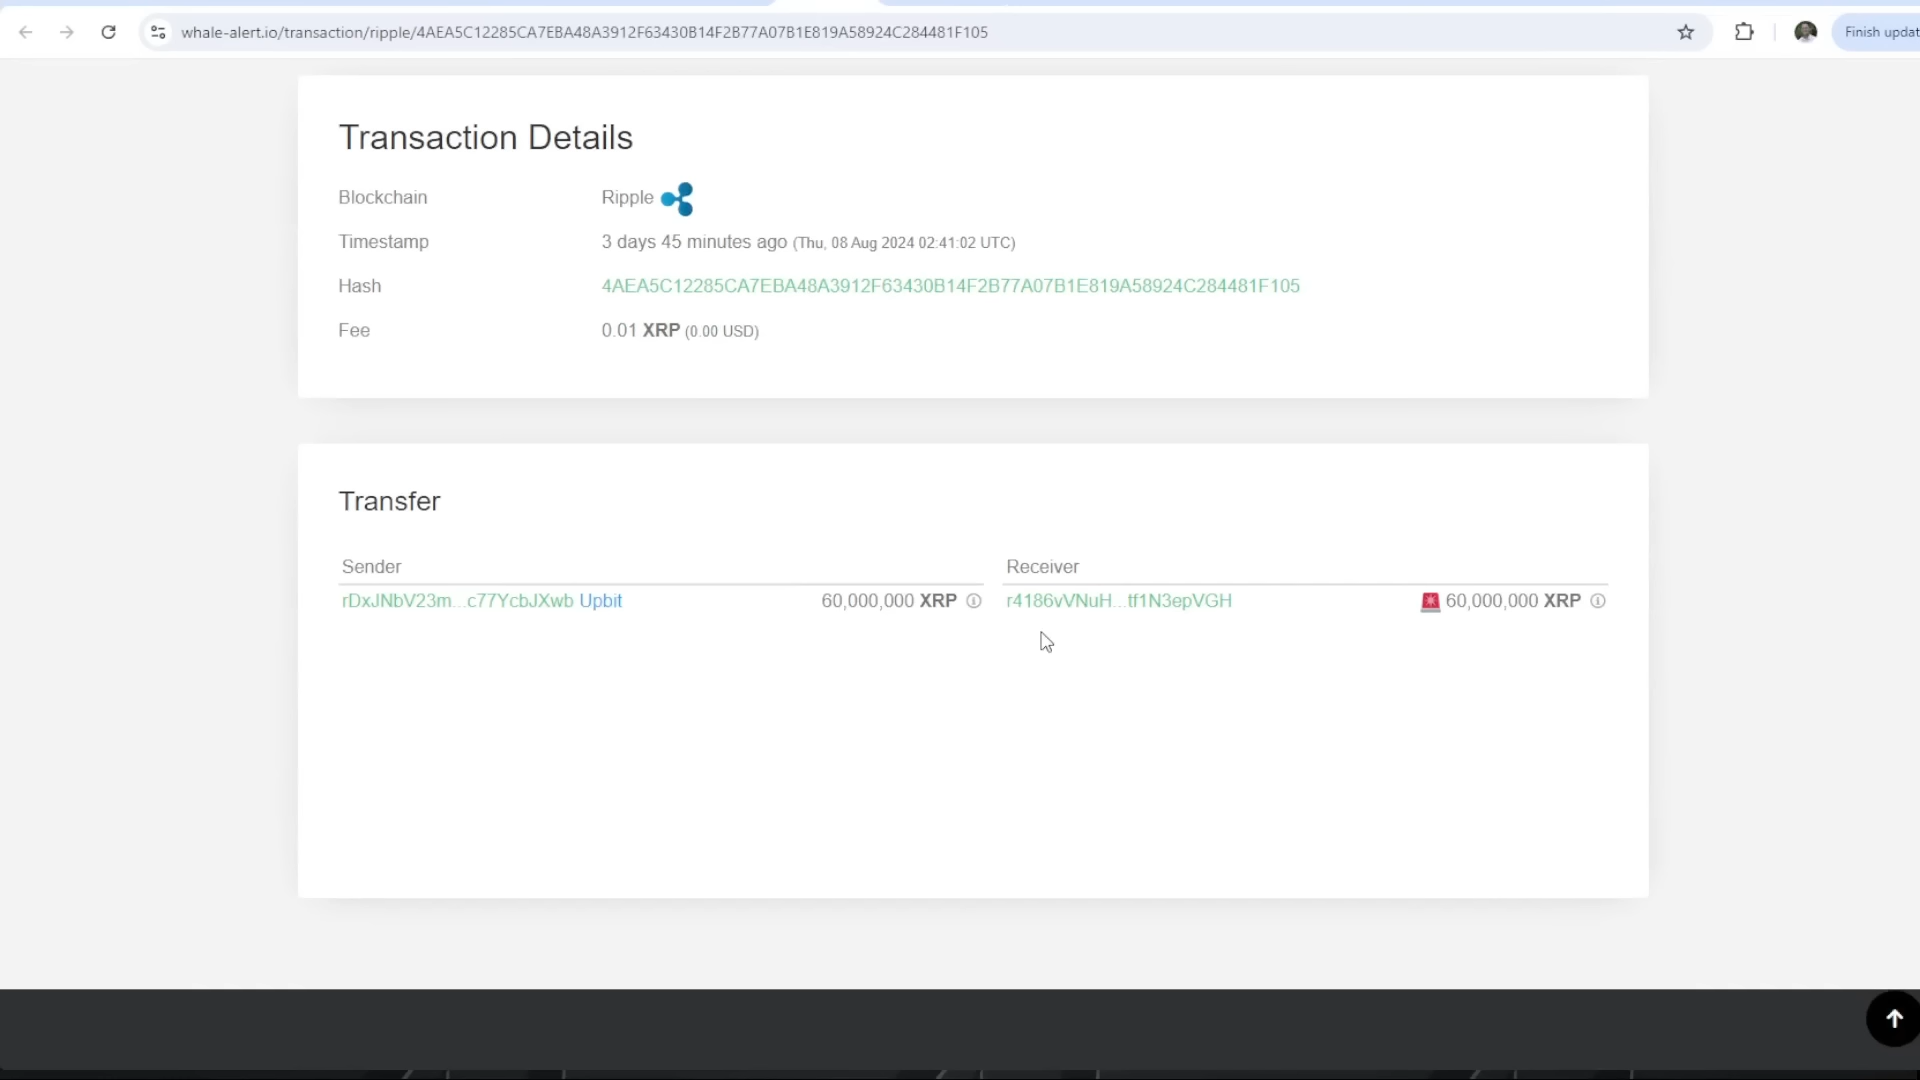 whale-alert.io/transaction/ripple/4AEA5C12285CA7EBA48A3912F63430B14F2B77A07B1E819A58924C284481F105
Finish updat
Transaction Details
Blockchain Ripple
Timestamp 3 days 45 minutes ago (Thu, 08 Aug 2024 02:41:02 UTC)
Hash 4AEA5C12285CA7EBA48A3912F63430B14F2B77A07B1E819A58924C284481F105
Fee 0.01 XRP (0.00 USD)
Transfer
Sender Receiver
rDxJNbV23m...c77YcbJXwb Upbit 60,000,000 XRP r4186vVNuH...tf1N3epVGH 60,000,000 XRP